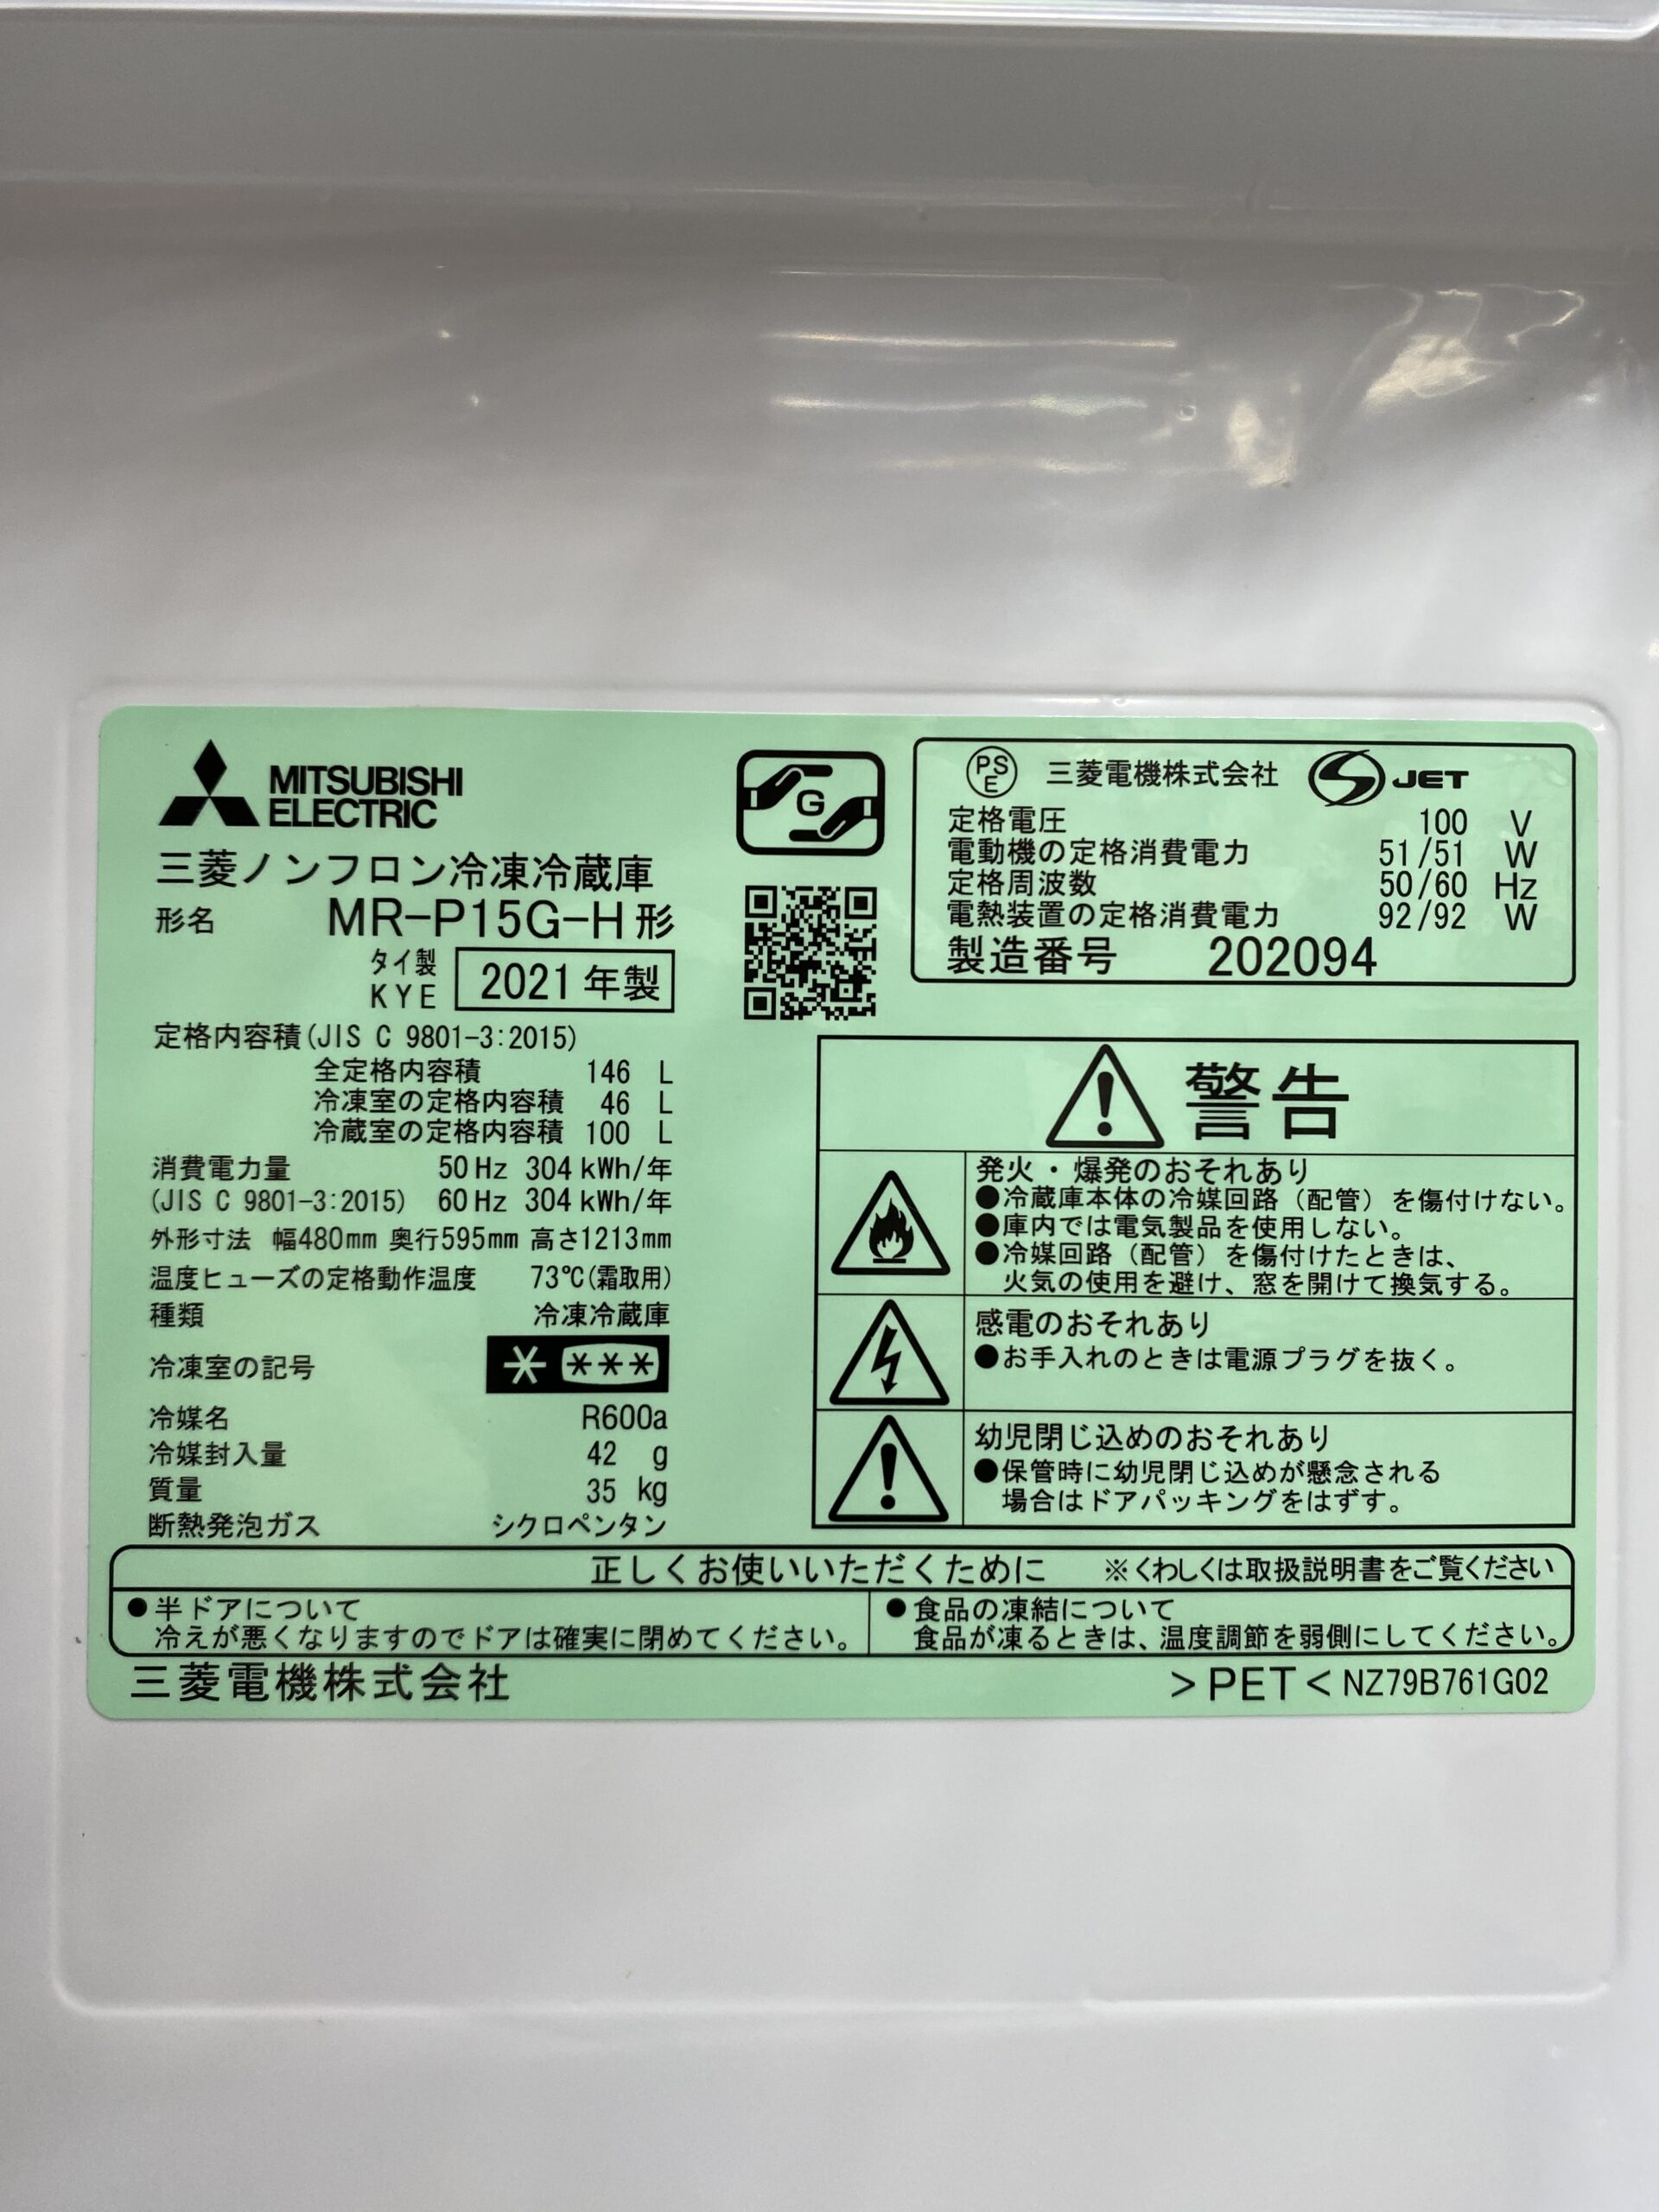 MITSUBISHI
ELECTRIC
三菱ノンフロン冷凍冷蔵庫
形名 MR-P15G-H形
タイ製
KYE
2021年製
定格内容積(JIS C 9801-3:2015)
全定格内容積 146 L
冷凍室の定格内容積 46 L
冷蔵室の定格内容積 100 L
消費電力量 50Hz 304kWh/年
(JIS C 9801-3:2015) 60Hz 304kWh/年
外形寸法 幅480mm 奥行595mm 高さ1213mm
温度ヒューズの定格動作温度 73℃(霜取用)
種類 冷凍冷蔵庫
冷凍室の記号 * ***
冷媒名 R600a
冷媒封入量 42 g
質量 35 kg
断熱発泡ガス シクロペンタン
G
PS
E
三菱電機株式会社 S JET
定格電圧 100 V
電動機の定格消費電力 51/51 W
定格周波数 50/60 Hz
電熱装置の定格消費電力 92/92 W
製造番号 202094
警告
発火・爆発のおそれあり
●冷蔵庫本体の冷媒回路（配管）を傷付けない。
●庫内では電気製品を使用しない。
●冷媒回路（配管）を傷付けたときは、
火気の使用を避け、窓を開けて換気する。
感電のおそれあり
●お手入れのときは電源プラグを抜く。
幼児閉じ込めのおそれあり
●保管時に幼児閉じ込めが懸念される
場合はドアパッキングをはずす。
正しくお使いいただくために ※くわしくは取扱説明書をご覧ください
●半ドアについて
冷えが悪くなりますのでドアは確実に閉めてください。
●食品の凍結について
食品が凍るときは、温度調節を弱側にしてください。
三菱電機株式会社
>PET< NZ79B761G02